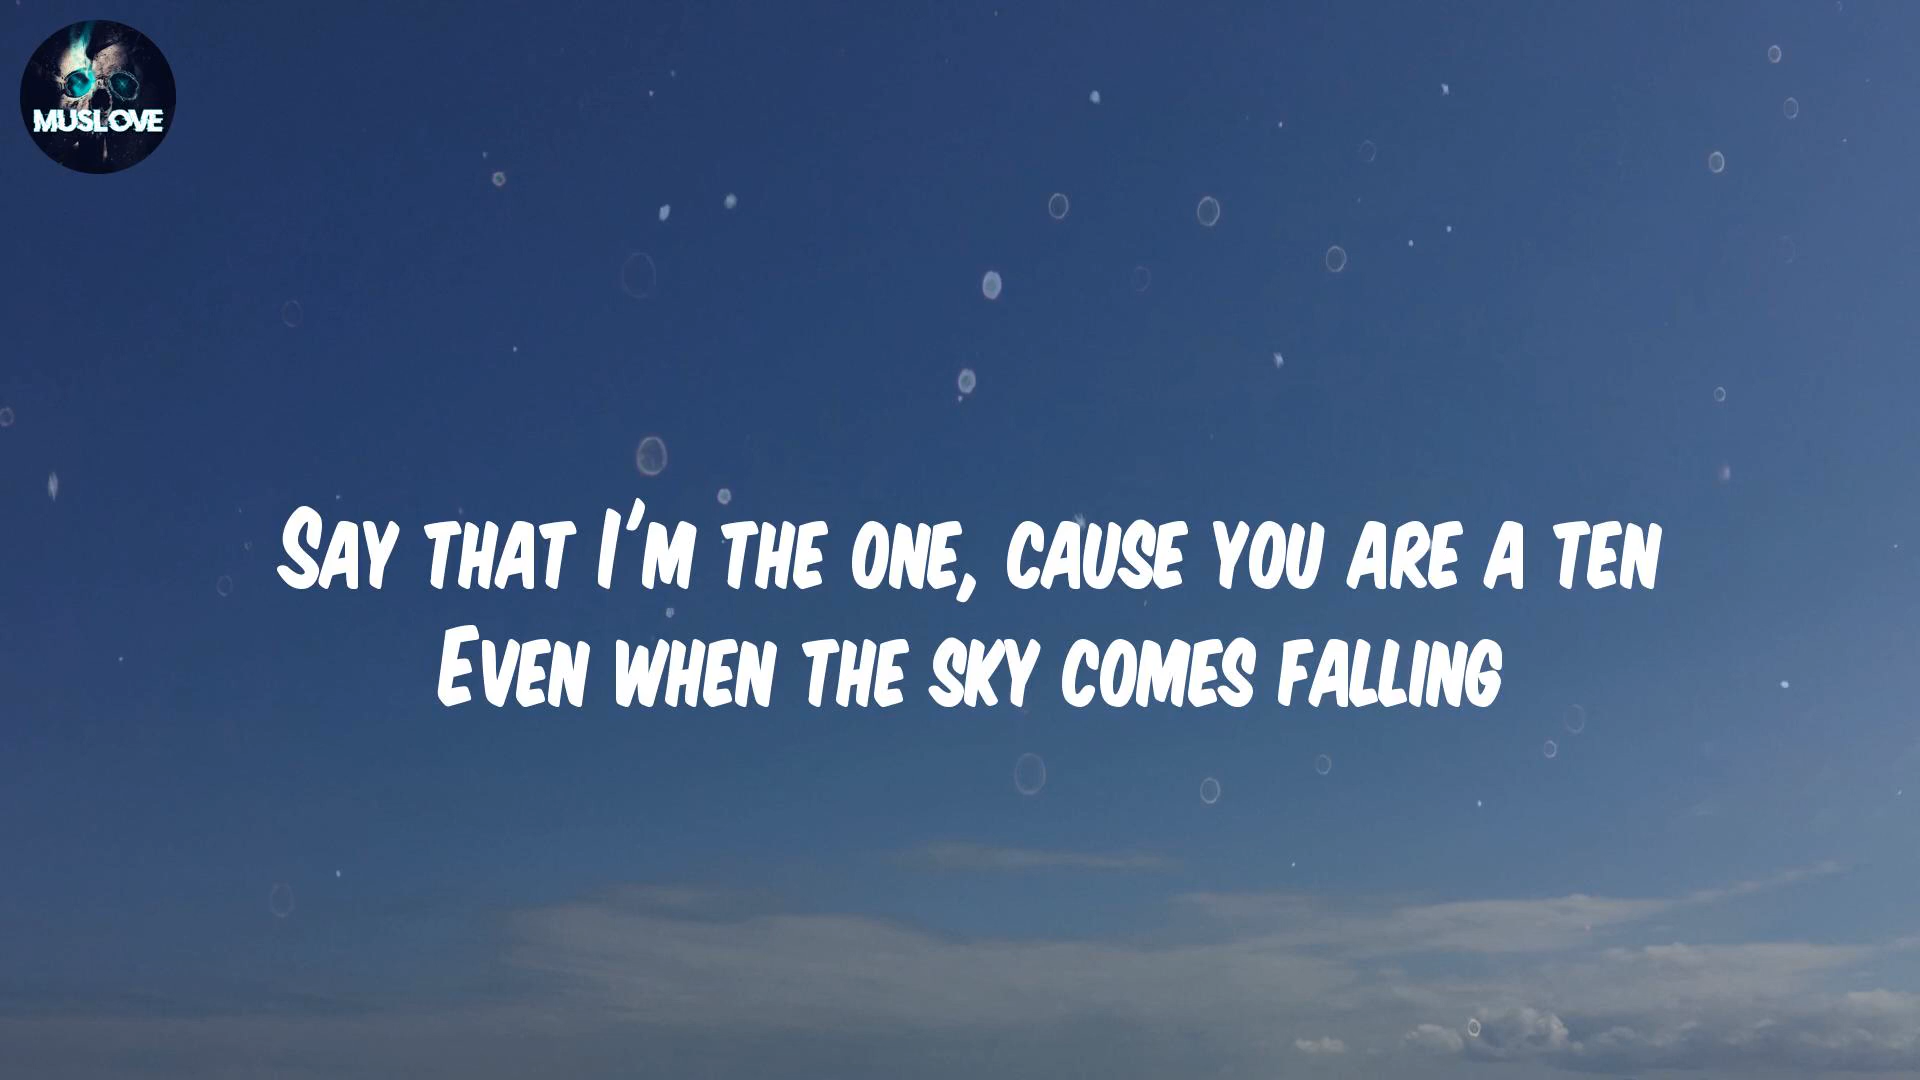 MUSLOVE
Say that I'm the one, cause you are a ten
Even when the sky comes falling